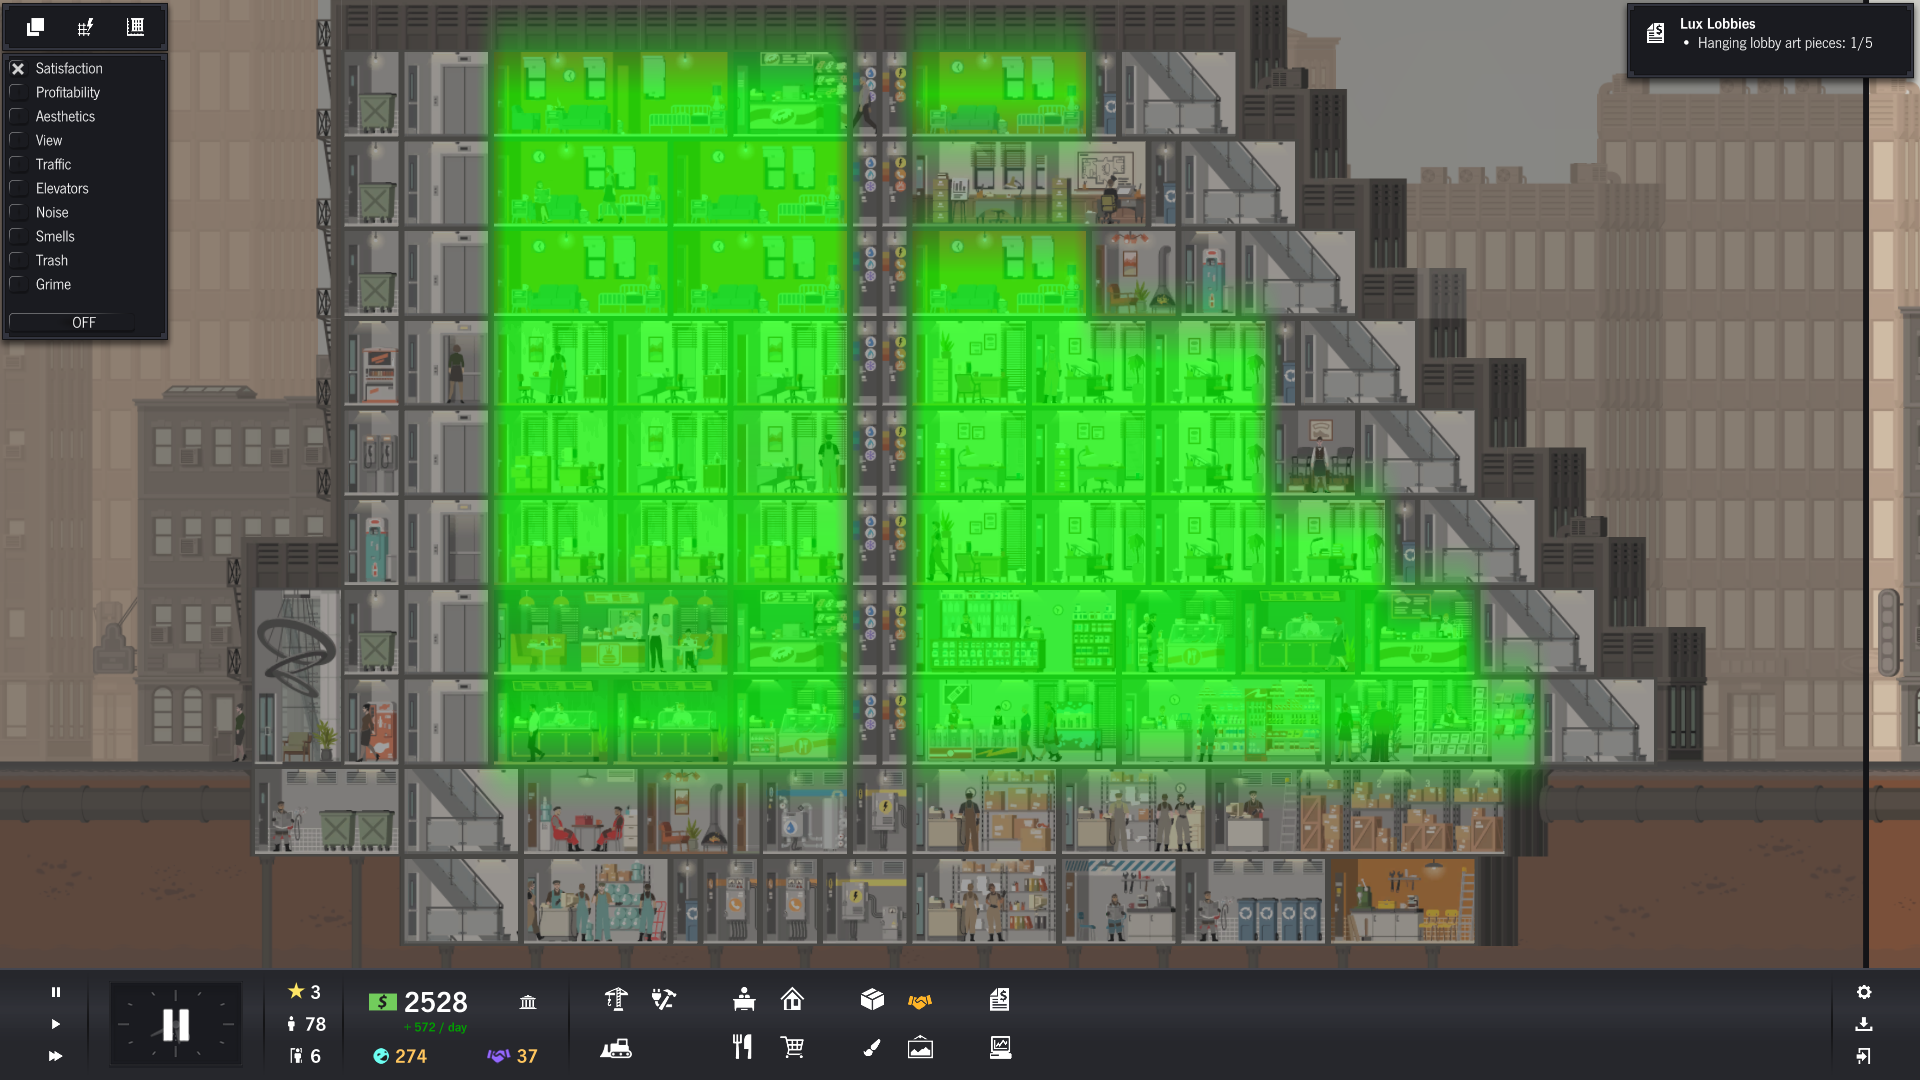 Satisfaction
Profitability
Aesthetics
View
Traffic
Elevators
Noise
Smells
Trash
Grime
OFF
Lux Lobbies
• Hanging lobby art pieces: 1/5
3
78
6
$ 2528
+ 572 / day
274
37